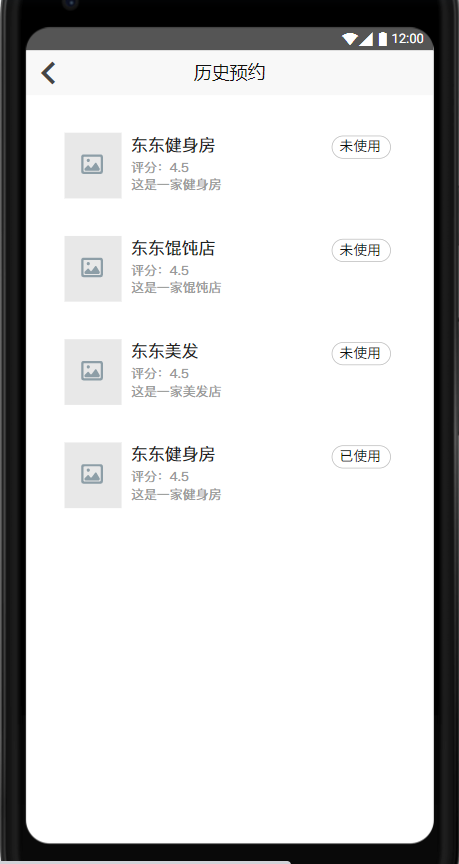 12:00
历史预约
东东健身房
未使用
评分：4.5
这是一家健身房
东东馄饨店
未使用
评分：4.5
这是一家馄饨店
东东美发
未使用
评分：4.5
这是一家美发店
东东健身房
已使用
评分：4.5
这是一家健身房